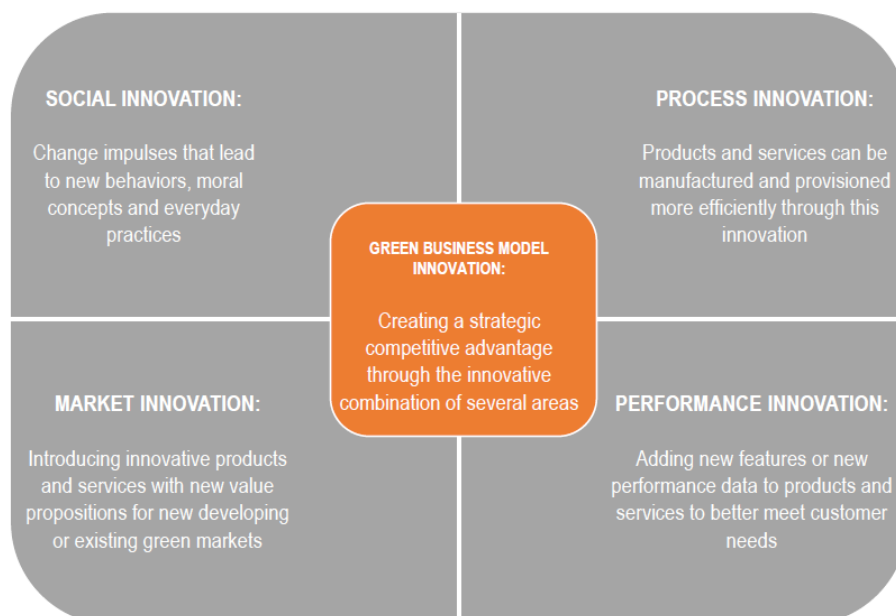 SOCIAL INNOVATION:
Change impulses that lead
to new behaviors, moral
concepts and everyday
practices
PROCESS INNOVATION:
Products and services can be
manufactured and provisioned
more efficiently through this
innovation
GREEN BUSINESS MODEL
INNOVATION:
Creating a strategic
competitive advantage
through the innovative
combination of several areas
MARKET INNOVATION:
Introducing innovative products
and services with new value
propositions for new developing
or existing green markets
PERFORMANCE INNOVATION:
Adding new features or new
performance data to products and
services to better meet customer
needs